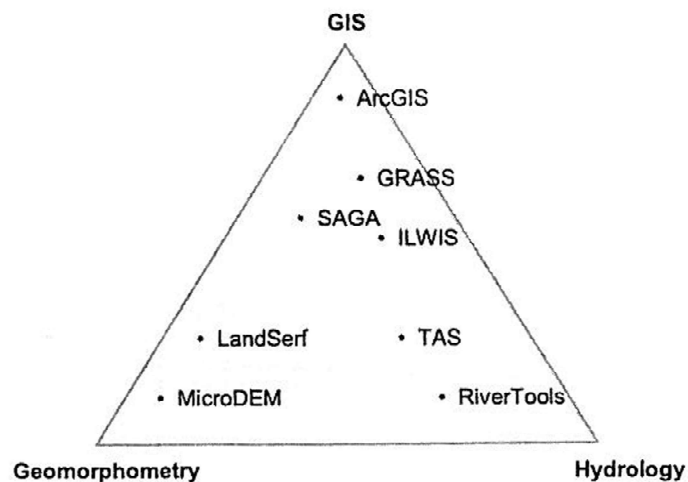 GIS
ArcGIS
GRASS
SAGA
ILWIS
LandSerf
TAS
MicroDEM
RiverTools
Geomorphometry
Hydrology